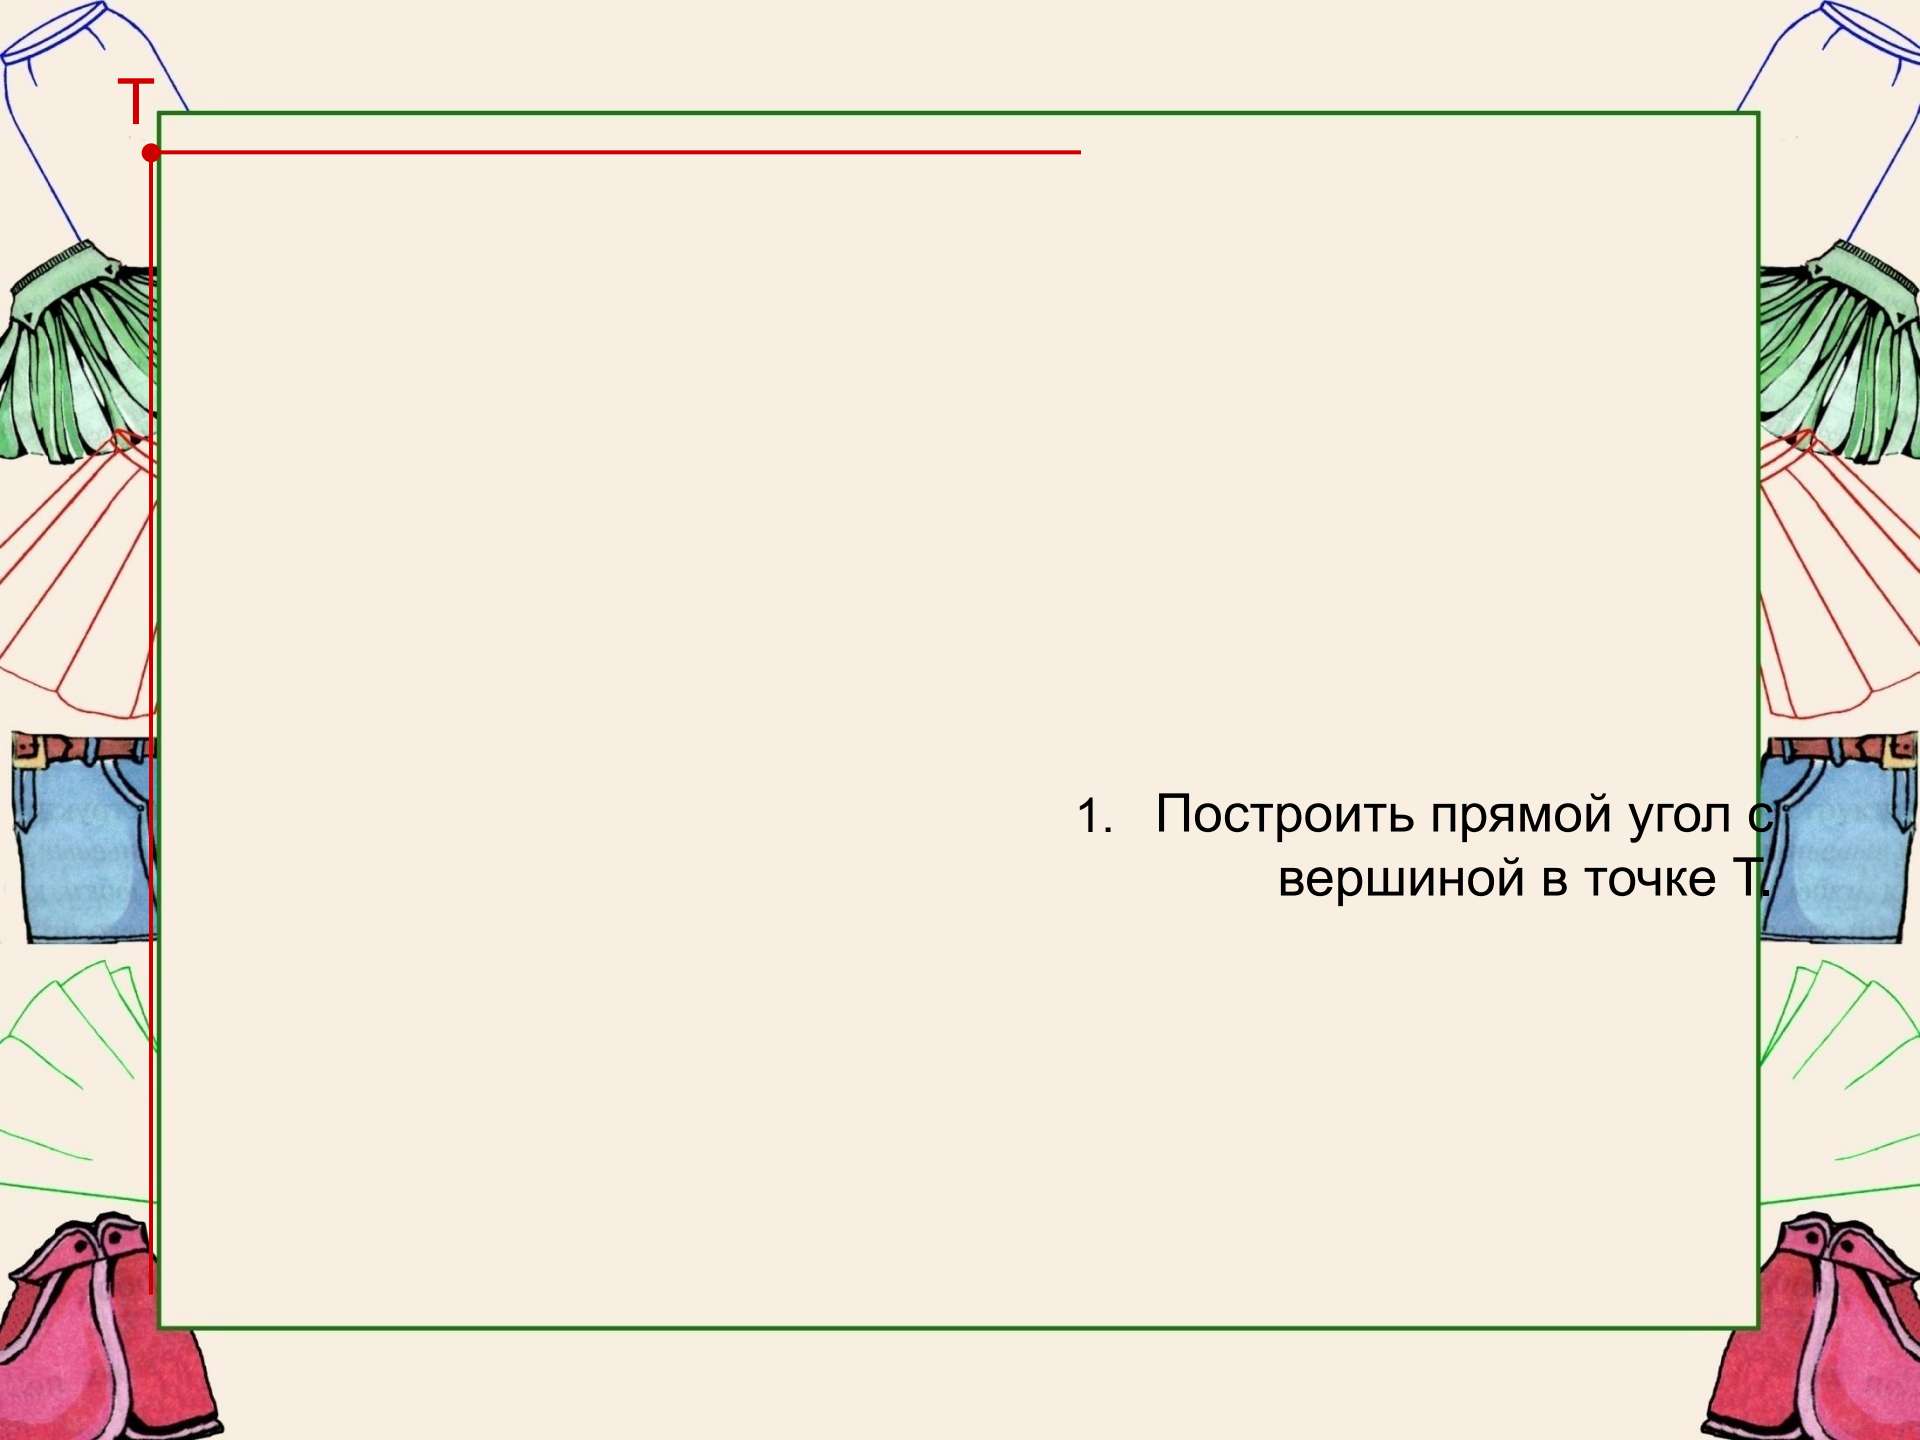 Т
1. Построить прямой угол с
вершиной в точке Т.